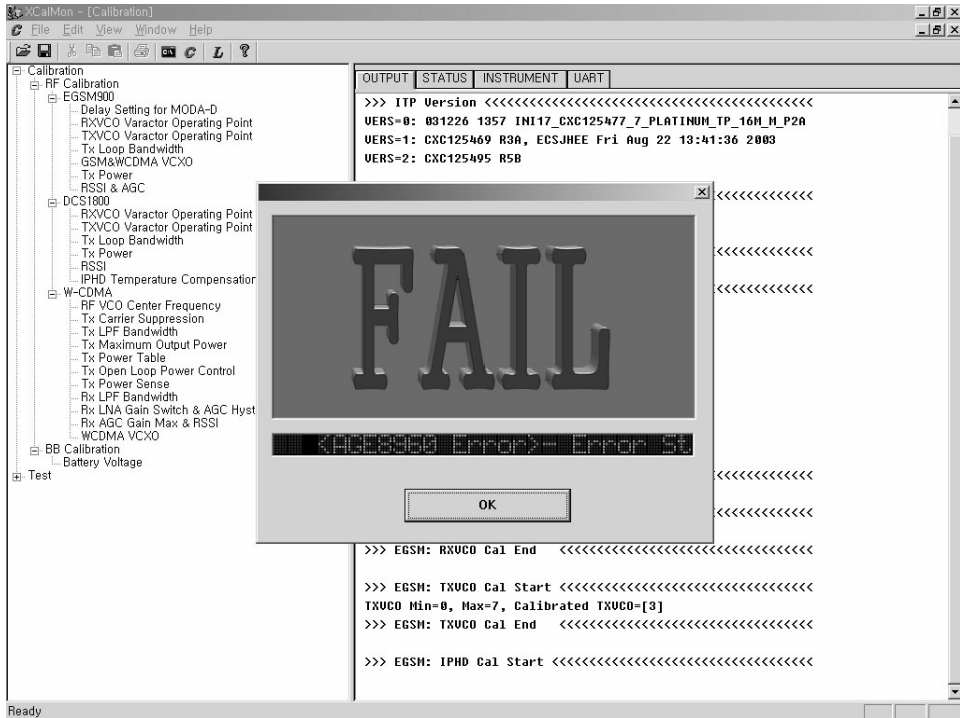 XCalMon - [Calibration]
File Edit View Window Help
Calibration
RF Calibration
EGSM900
Delay Setting for MODA-D
RXVCO Varactor Operating Point
TXVCO Varactor Operating Point
Tx Loop Bandwidth
GSM&WCDMA VCXO
Tx Power
RSSI & AGC
DCS1800
RXVCO Varactor Operating Point
TXVCO Varactor Operating Point
Tx Loop Bandwidth
Tx Power
RSSI
IPHD Temperature Compensation
W-CDMA
RF VCO Center Frequency
Tx Carrier Suppression
Tx LPF Bandwidth
Tx Maximum Output Power
Tx Power Table
Tx Open Loop Power Control
Tx Power Sense
Rx LPF Bandwidth
Rx LNA Gain Switch & AGC Hyst
Rx AGC Gain Max & RSSI
WCDMA VCXO
BB Calibration
Battery Voltage
Test
OUTPUT STATUS INSTRUMENT UART
>>> ITP Version <<<<<<<<<<<<<<<<<<<<<<<<<<<<<<<<<<<<<<<<<<<<
VERS=0: 031226 1357 INI17_CXC125477_7_PLATINUM_TP_16M_M_P2A
VERS=1: CXC125469 R3A, ECSJHEE Fri Aug 22 13:41:36 2003
VERS=2: CXC125495 R5B
<<<<<<<<<<<<<
<<<<<<<<<<<<<
<<<<<<<<<<<<<
FAIL
<ACE8960 Error>- Error St
OK
<<<<<<<<<<<<<
<<<<<<<<<<<<<
>>> EGSM: RXVCO Cal End <<<<<<<<<<<<<<<<<<<<<<<<<<<<<<<<<<
>>> EGSM: TXVCO Cal Start <<<<<<<<<<<<<<<<<<<<<<<<<<<<<<<<<<
TXVCO Min=0, Max=7, Calibrated TXVCO=[3]
>>> EGSM: TXVCO Cal End <<<<<<<<<<<<<<<<<<<<<<<<<<<<<<<<<<
>>> EGSM: IPHD Cal Start <<<<<<<<<<<<<<<<<<<<<<<<<<<<<<<<<<<
Ready